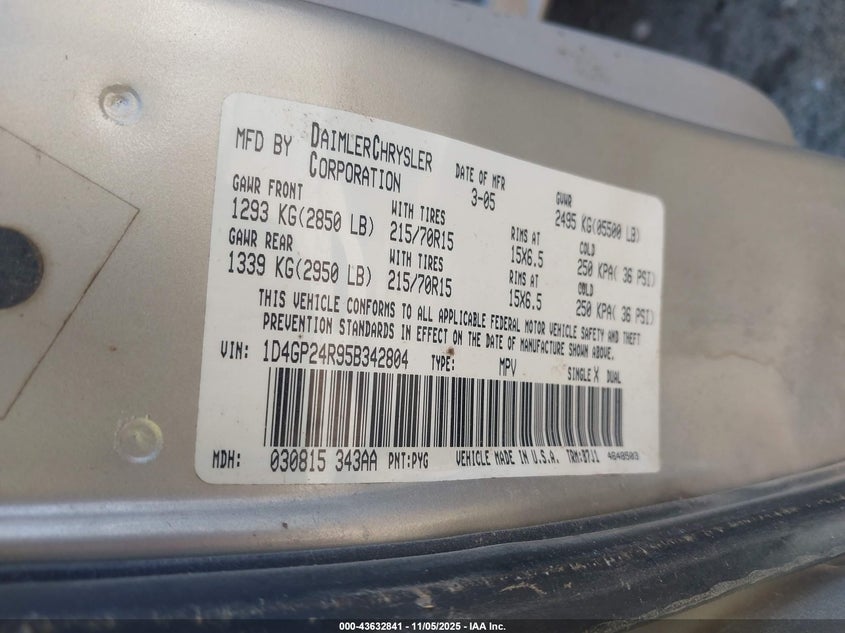 MFD BY DAIMLERCHRYSLER CORPORATION
DATE OF MFR 3-05
GVWR 2495 KG(05500 LB)
GAWR FRONT 1293 KG(2850 LB)
WITH TIRES 215/70R15
RIMS AT 15X6.5
COLD 250 KPA( 36 PSI)
GAWR REAR 1339 KG(2950 LB)
WITH TIRES 215/70R15
RIMS AT 15X6.5
COLD 250 KPA( 36 PSI)
THIS VEHICLE CONFORMS TO ALL APPLICABLE FEDERAL MOTOR VEHICLE SAFETY AND THEFT
PREVENTION STANDARDS IN EFFECT ON THE DATE OF MANUFACTURE SHOWN ABOVE.
VIN: 1D4GP24R95B342804 TYPE: MPV SINGLE X DUAL
MDH: 030815 343AA PNT:PYG VEHICLE MADE IN U.S.A. TRM:B7J1 4648503
000-43632841 - 11/05/2025 - IAA Inc.